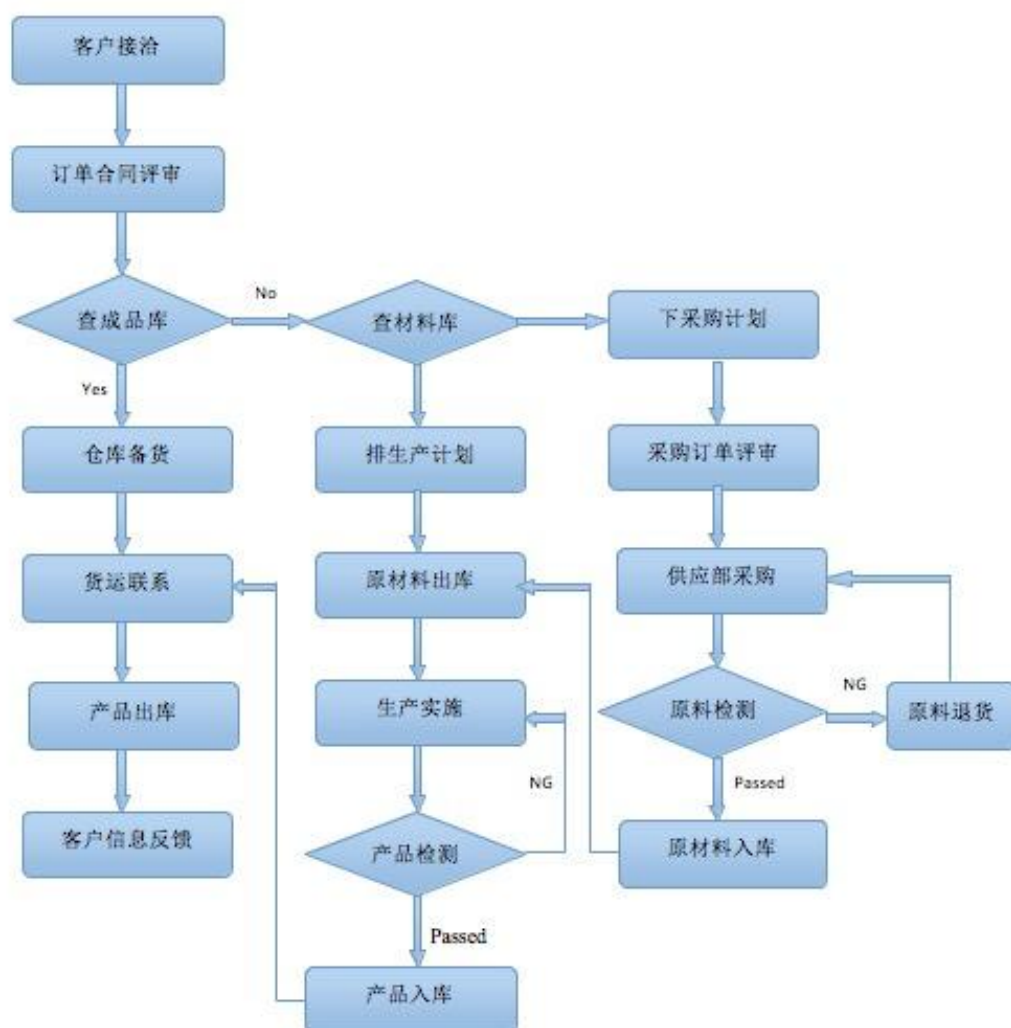 客户接洽
订单合同评审
查成品库
No
查材料库
下采购计划
Yes
仓库备货
排生产计划
采购订单评审
货运联系
原材料出库
供应部采购
产品出库
生产实施
原料检测
NG
原料退货
NG
Passed
客户信息反馈
产品检测
原材料入库
Passed
产品入库